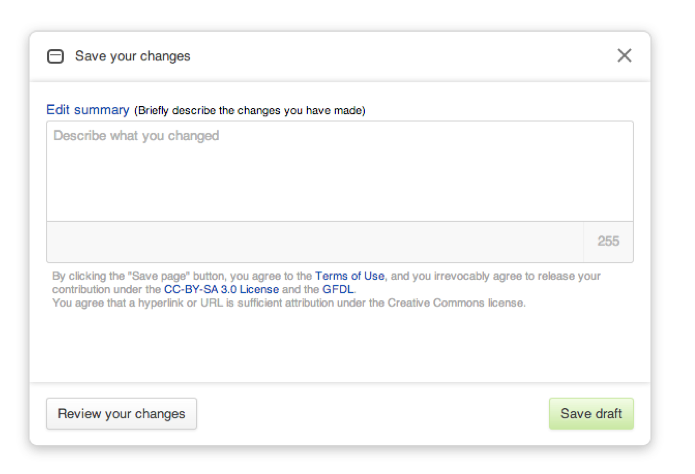 Save your changes
Edit summary (Briefly describe the changes you have made)
Describe what you changed
255
By clicking the "Save page" button, you agree to the Terms of Use, and you irrevocably agree to release your
contribution under the CC-BY-SA 3.0 License and the GFDL.
You agree that a hyperlink or URL is sufficient attribution under the Creative Commons license.
Review your changes
Save draft